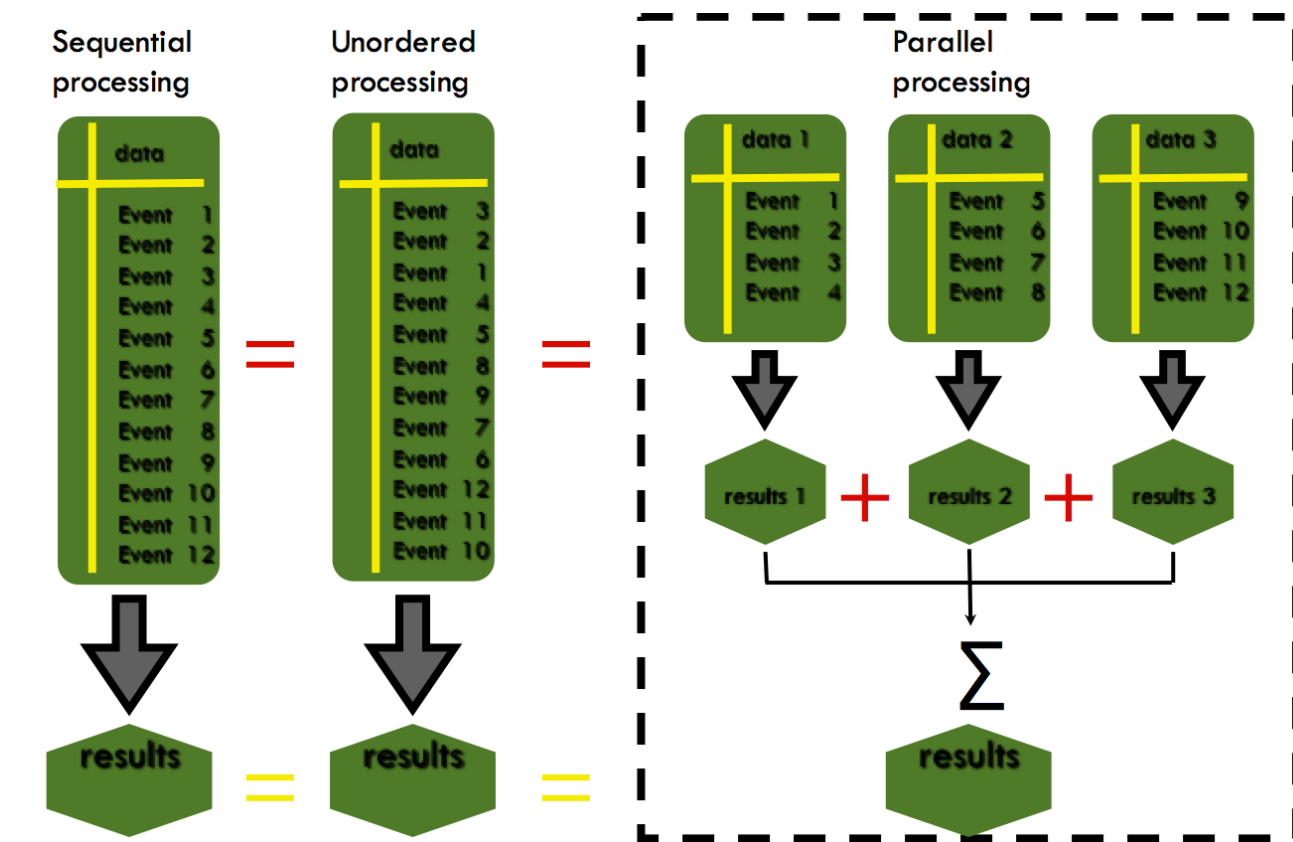 Sequential
processing
data
Event 1
Event 2
Event 3
Event 4
Event 5
Event 6
Event 7
Event 8
Event 9
Event 10
Event 11
Event 12
results
=
=
Unordered
processing
data
Event 3
Event 2
Event 1
Event 4
Event 5
Event 8
Event 9
Event 7
Event 6
Event 12
Event 11
Event 10
results
=
=
Parallel
processing
data 1
Event 1
Event 2
Event 3
Event 4
data 2
Event 5
Event 6
Event 7
Event 8
data 3
Event 9
Event 10
Event 11
Event 12
results 1 + results 2 + results 3
∑
results